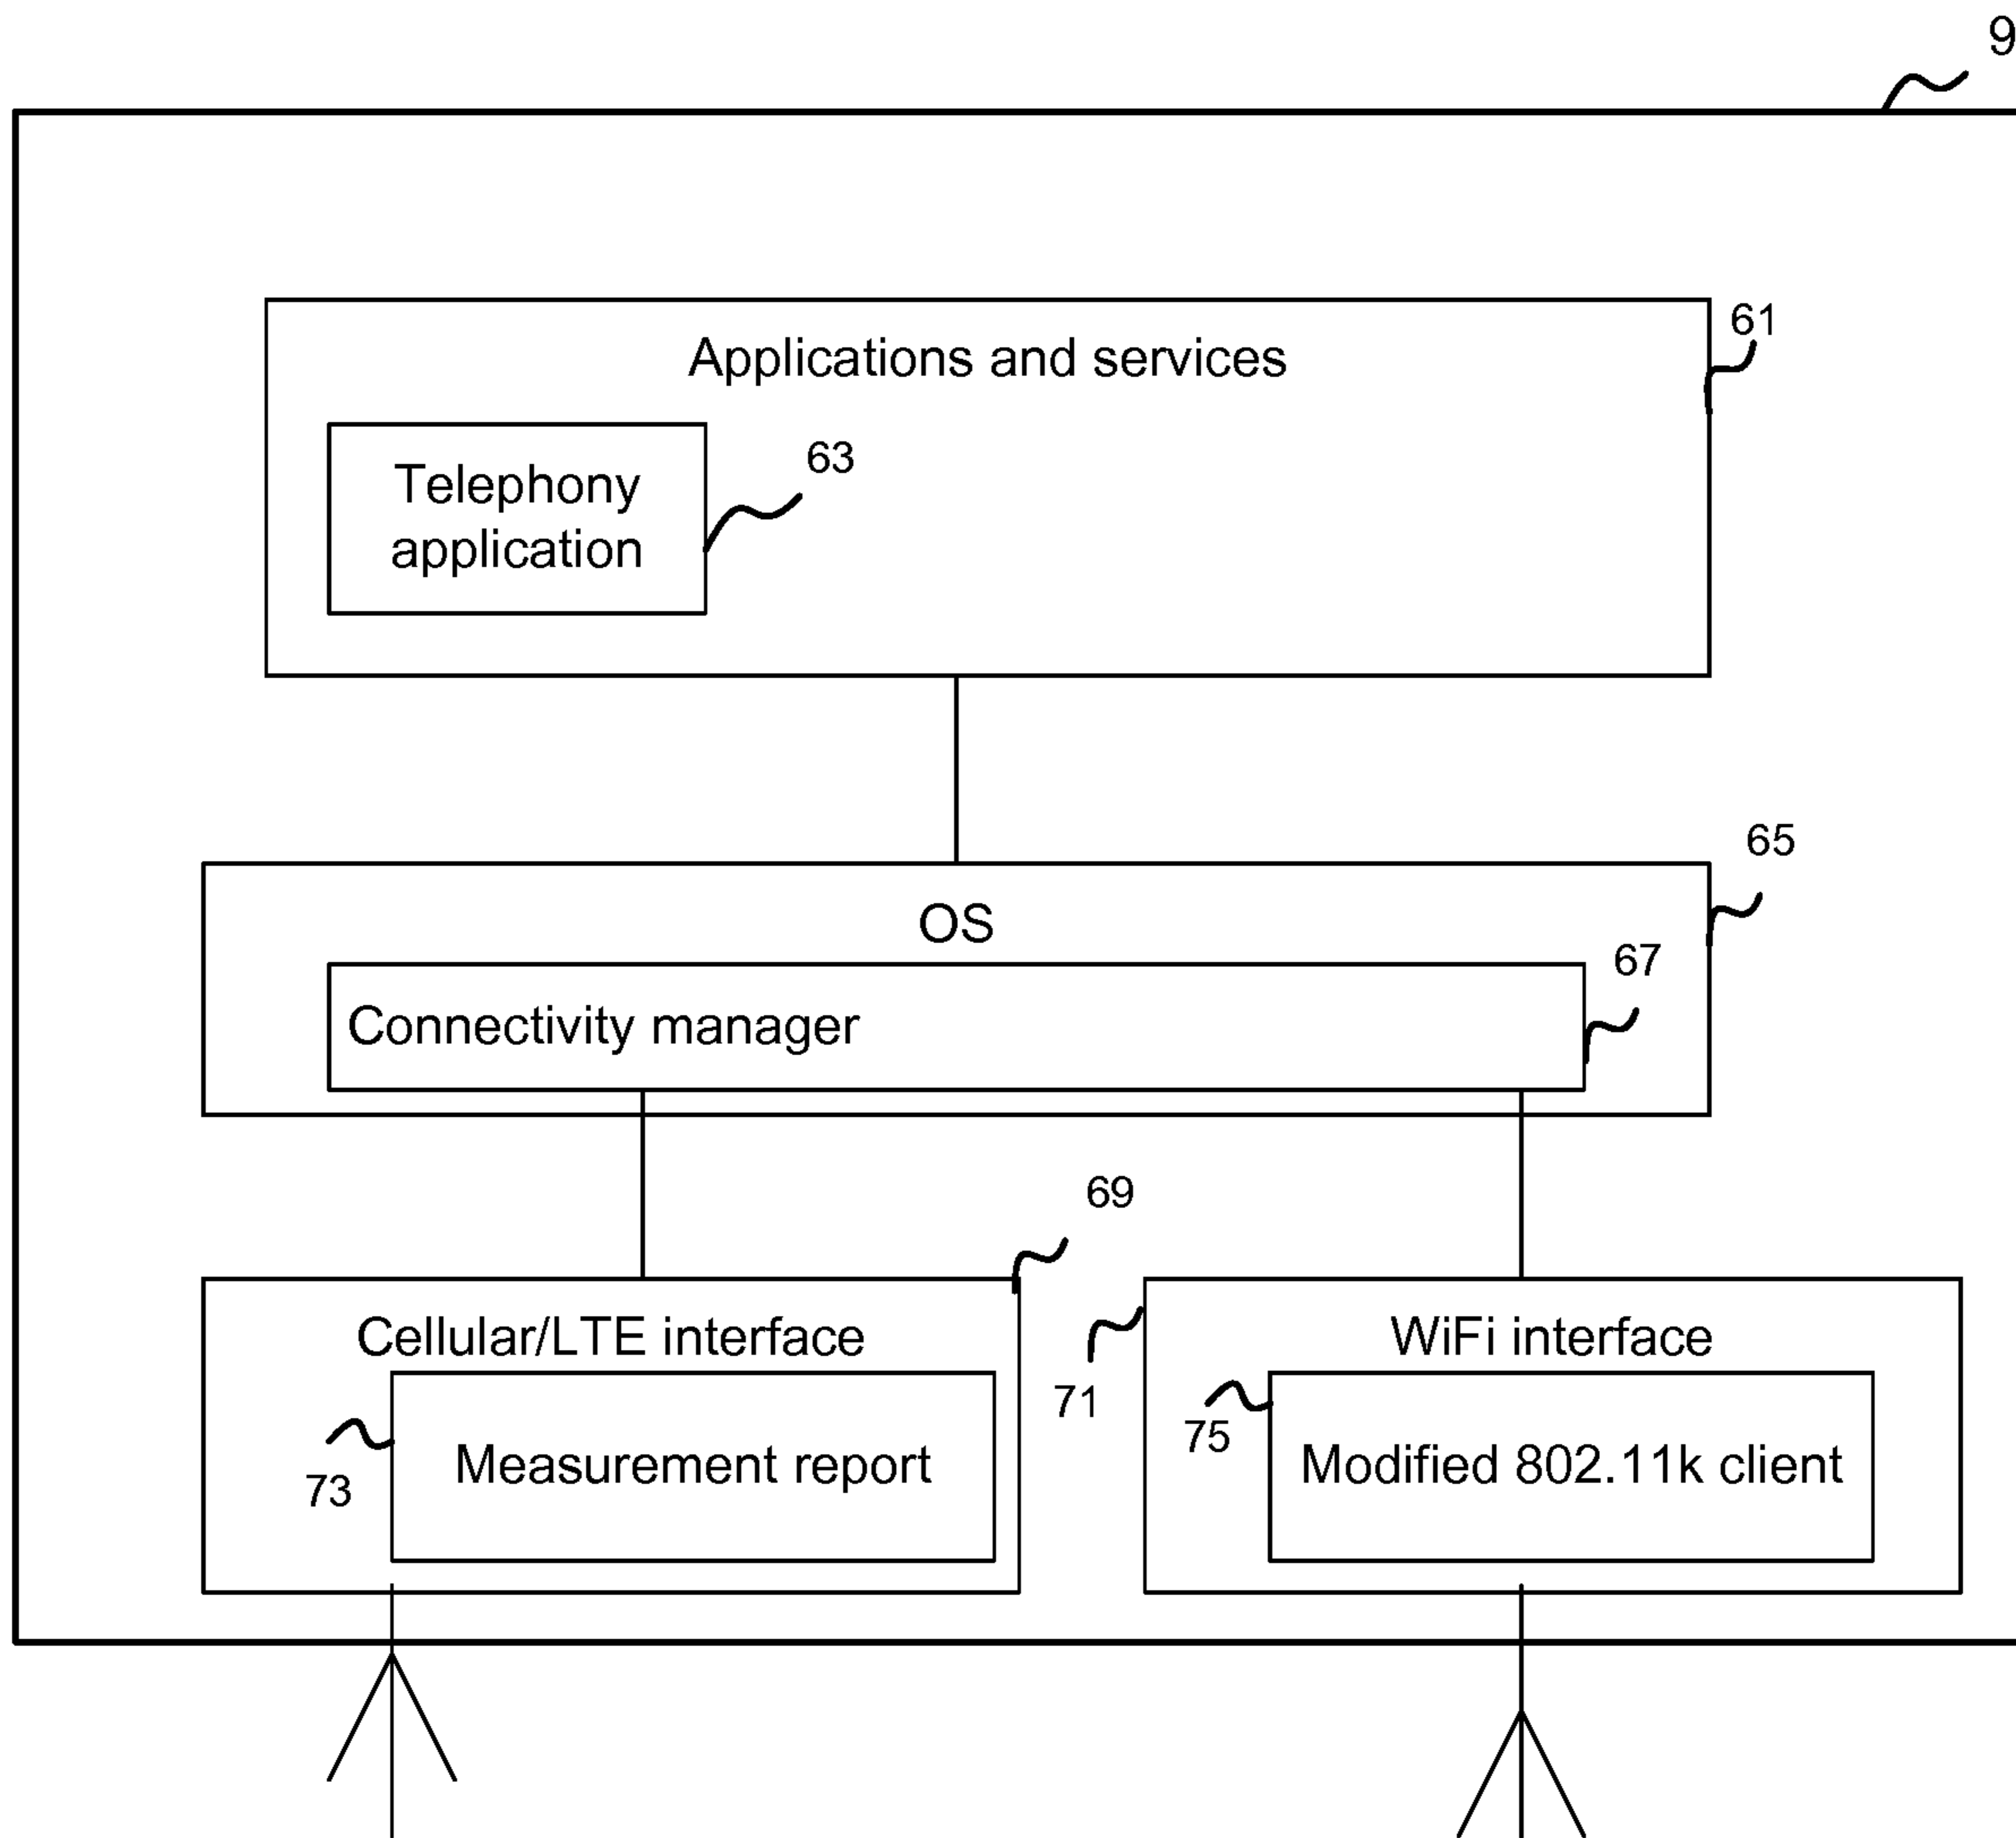 9
Applications and services
61
Telephony
application
63
65
OS
67
Connectivity manager
69
Cellular/LTE interface
WiFi interface
71
75
73
Measurement report
Modified 802.11k client